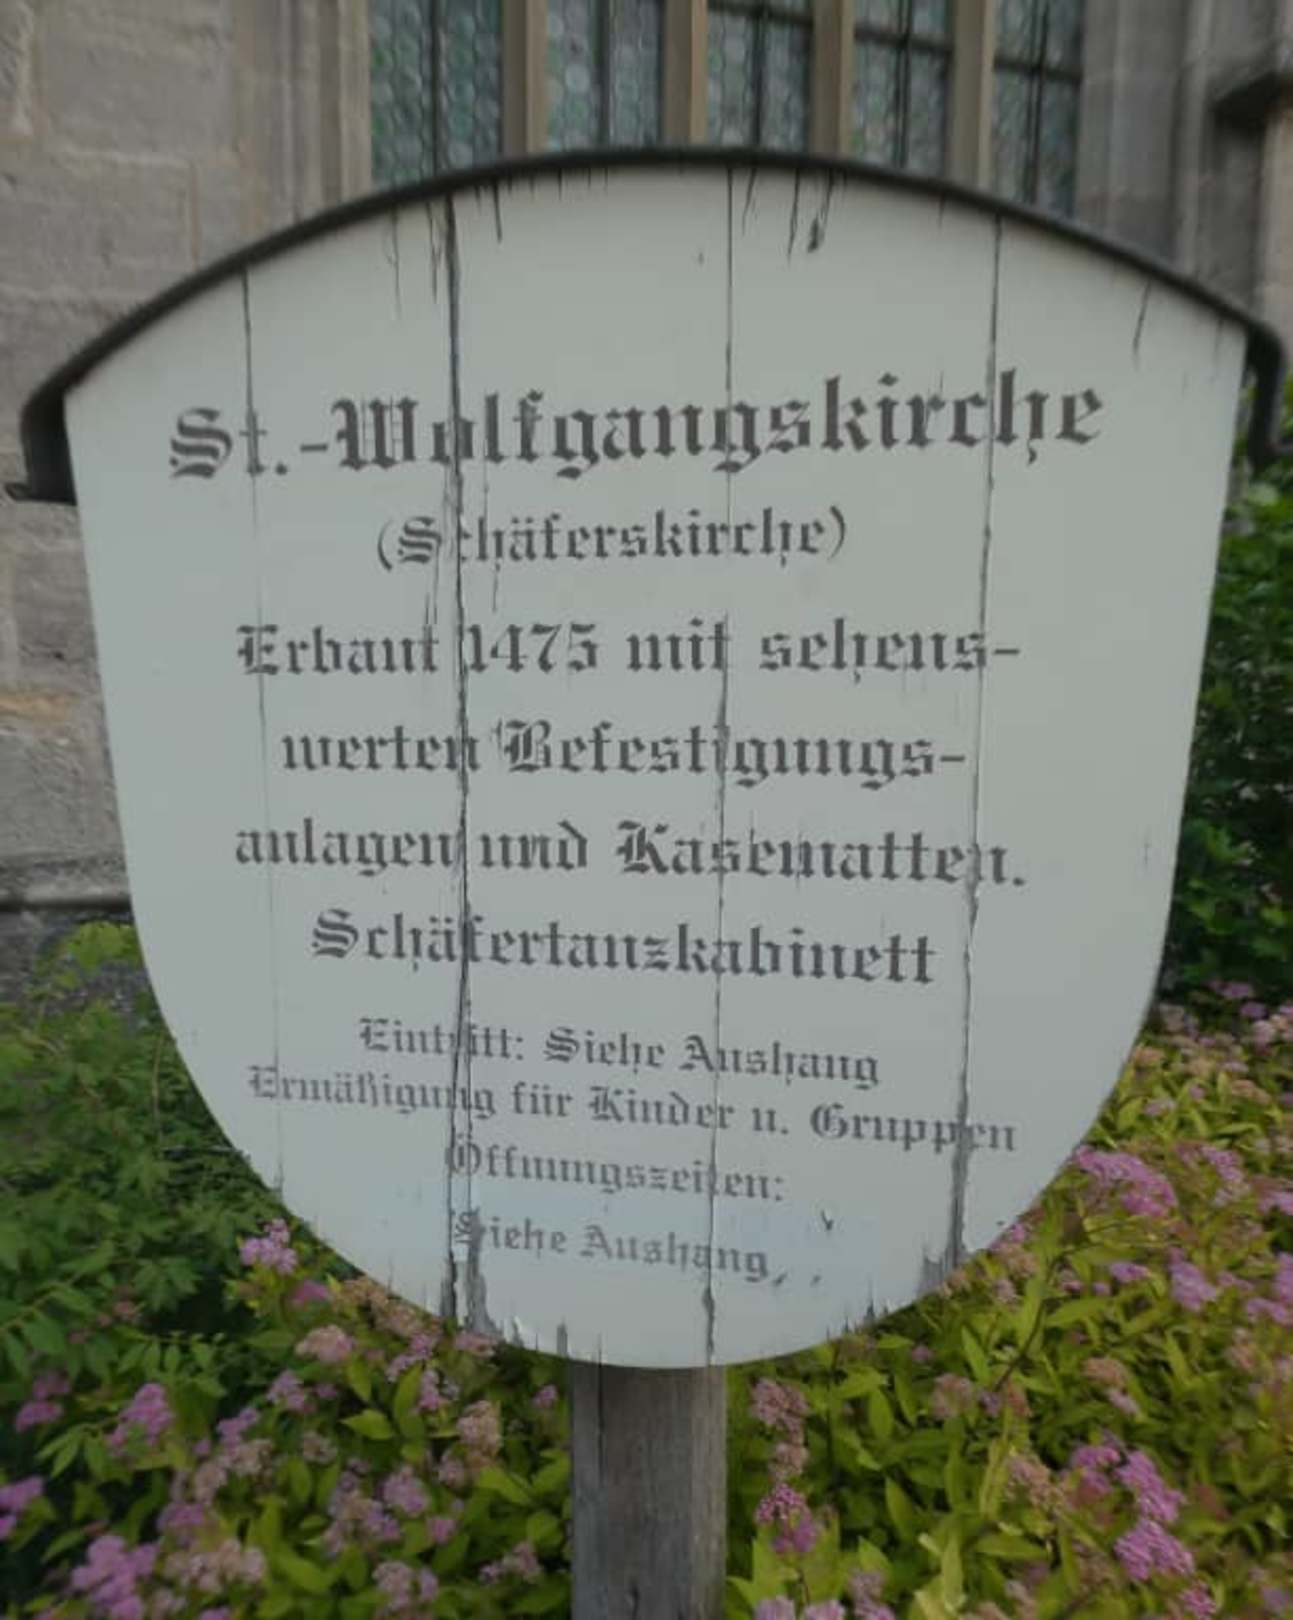 St.-Wolfgangskirche
(Schäferskirche)
Erbaut 1475 mit sehens-
werten Befestigungs-
anlagen und Kasematten.
Schäfertanzkabinett
Eintritt: Siehe Aushang
Ermäßigung für Kinder u. Gruppen
Öffnungszeiten:
Siehe Aushang